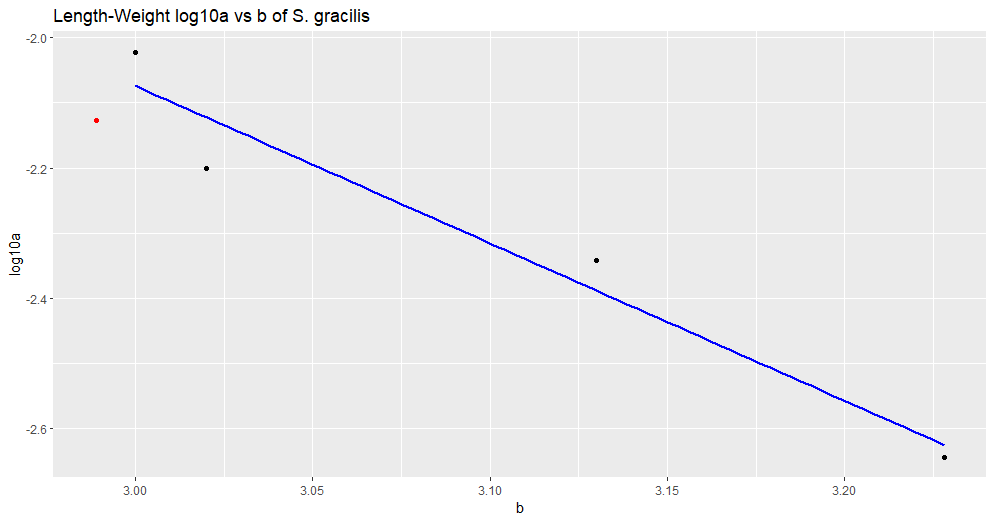 Length-Weight log10a vs b of S. gracilis
-2.0
-2.2
-2.4
-2.6
log10a
3.00 3.05 3.10 3.15 3.20
b